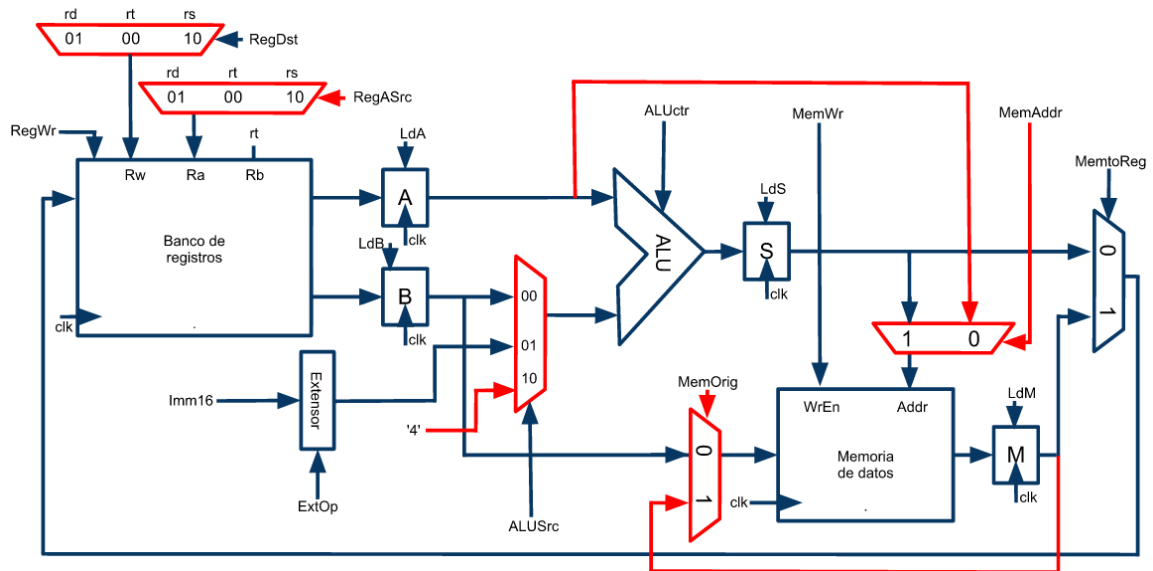 rd rt rs
01 00 10
RegDst
rd rt rs
01 00 10
RegASrc
RegWr
rt
Rw Ra Rb
Banco de
registros
clk
.
LdA
A
clk
LdB
B
clk
00
01
10
Imm16
Extensor
ExtOp
'4'
ALUSrc
ALUctr
ALU
LdS
S
clk
MemWr
MemAddr
1 0
MemOrig
0
1
WrEn Addr
Memoria
de datos
clk
.
LdM
M
clk
MemtoReg
0
1